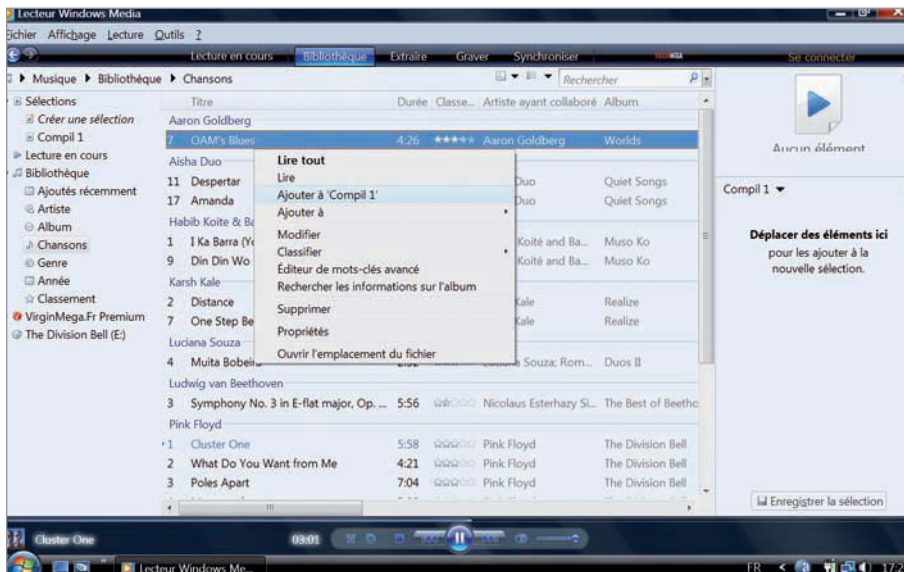 Lecteur Windows Media
Fichier Affichage Lecture Outils ?
Lecture en cours Bibliothèque Extraire Graver Synchroniser Se connecter
Musique Bibliothèque Chansons Rechercher
Sélections
Créer une sélection
Compil 1
Lecture en cours
Bibliothèque
Ajoutés récemment
Artiste
Album
Chansons
Genre
Année
Classement
VirginMega.Fr Premium
The Division Bell (E:)
Titre Durée Classe... Artiste ayant collaboré Album
Aaron Goldberg
7 OAM's Blues 4:26 Aaron Goldberg Worlds
Aisha Duo
11 Despertar Duo Quiet Songs
17 Amanda Duo Quiet Songs
Habib Koite & Ba
1 I Ka Barra (Yo Koité and Ba... Muso Ko
9 Din Din Wo Koité and Ba... Muso Ko
Karsh Kale
2 Distance Kale Realize
7 One Step Be Kale Realize
Luciana Souza
4 Muita Bobeir Souza: Rom... Duos II
Ludwig van Beethoven
3 Symphony No. 3 in E-flat major, Op. ... 5:56 Nicolaus Esterhazy Si... The Best of Beetho
Pink Floyd
1 Cluster One 5:58 Pink Floyd The Division Bell
2 What Do You Want from Me 4:21 Pink Floyd The Division Bell
3 Poles Apart 7:04 Pink Floyd The Division Bell
Lire tout
Lire
Ajouter à 'Compil 1'
Ajouter à
Modifier
Classifier
Éditeur de mots-clés avancé
Rechercher les informations sur l'album
Supprimer
Propriétés
Ouvrir l'emplacement du fichier
Aucun élément
Compil 1
Déplacer des éléments ici
pour les ajouter à la
nouvelle sélection.
Enregistrer la sélection
Cluster One 03:01
Lecteur Windows Me... FR 17:2